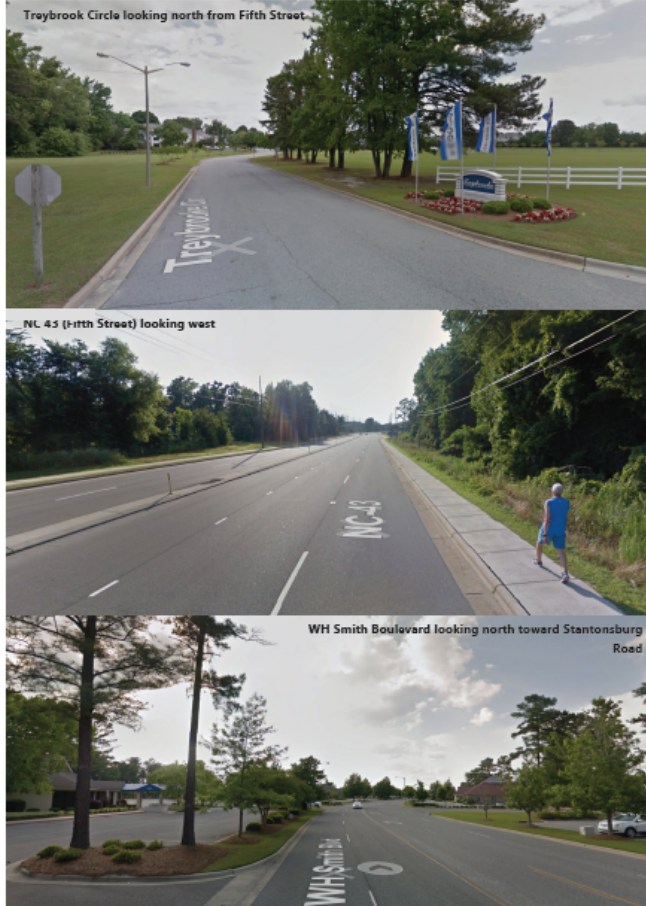 Treybrook Circle looking north from Fifth Street
Treybrooke Cir
NC 43 (Fifth Street) looking west
NC-43
WH Smith Boulevard looking north toward Stantonsburg
Road
WH Smith Blvd